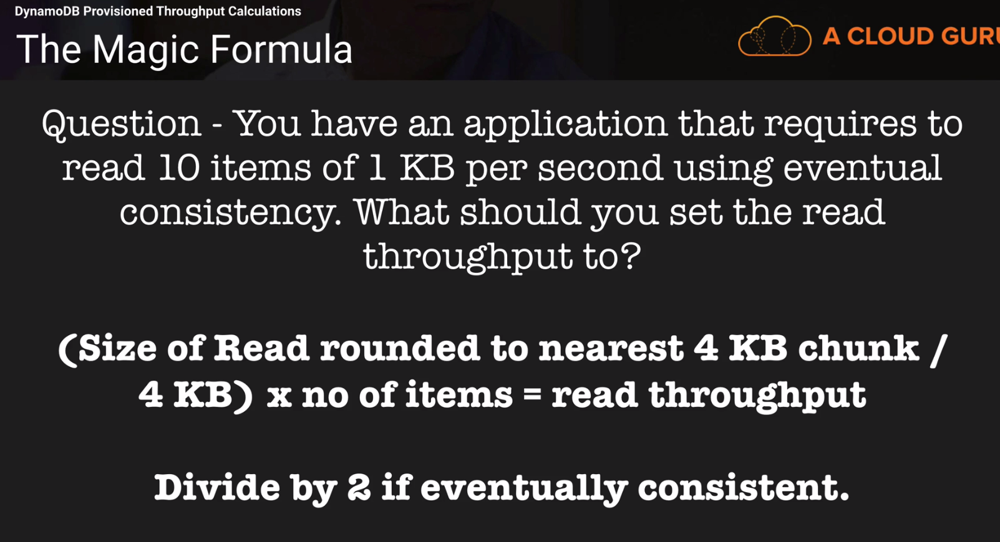 DynamoDB Provisioned Throughput Calculations
The Magic Formula
A CLOUD GURU
Question - You have an application that requires to
read 10 items of 1 KB per second using eventual
consistency. What should you set the read
throughput to?
(Size of Read rounded to nearest 4 KB chunk /
4 KB) x no of items = read throughput
Divide by 2 if eventually consistent.